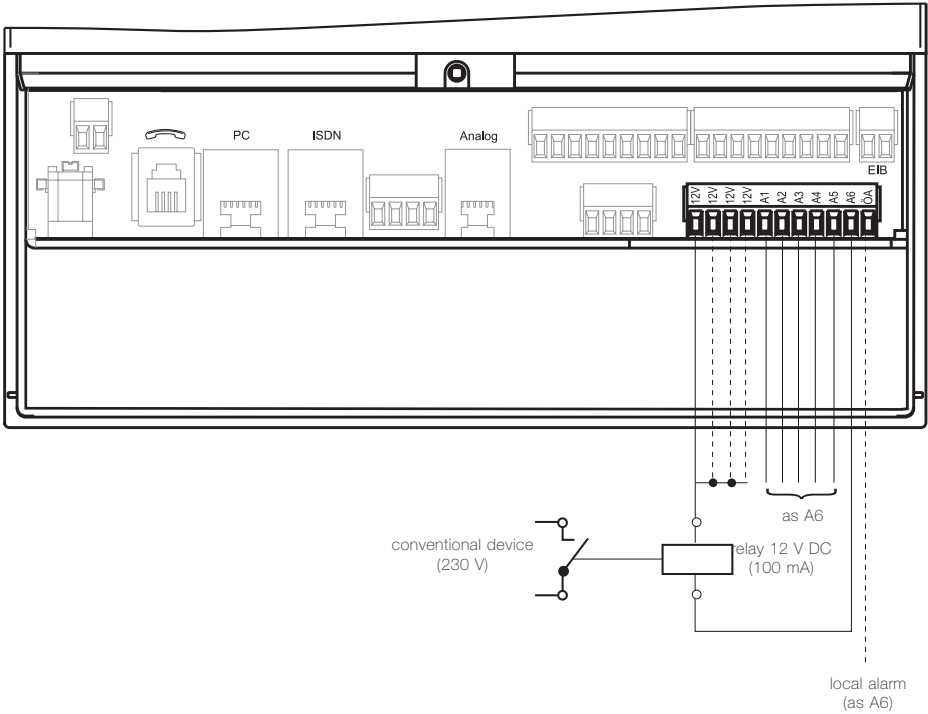 PC
ISDN
Analog
EIB
12V
12V
12V
12V
A1
A2
A3
A4
A5
A6
ÖA
as A6
conventional device
(230 V)
relay 12 V DC
(100 mA)
local alarm
(as A6)